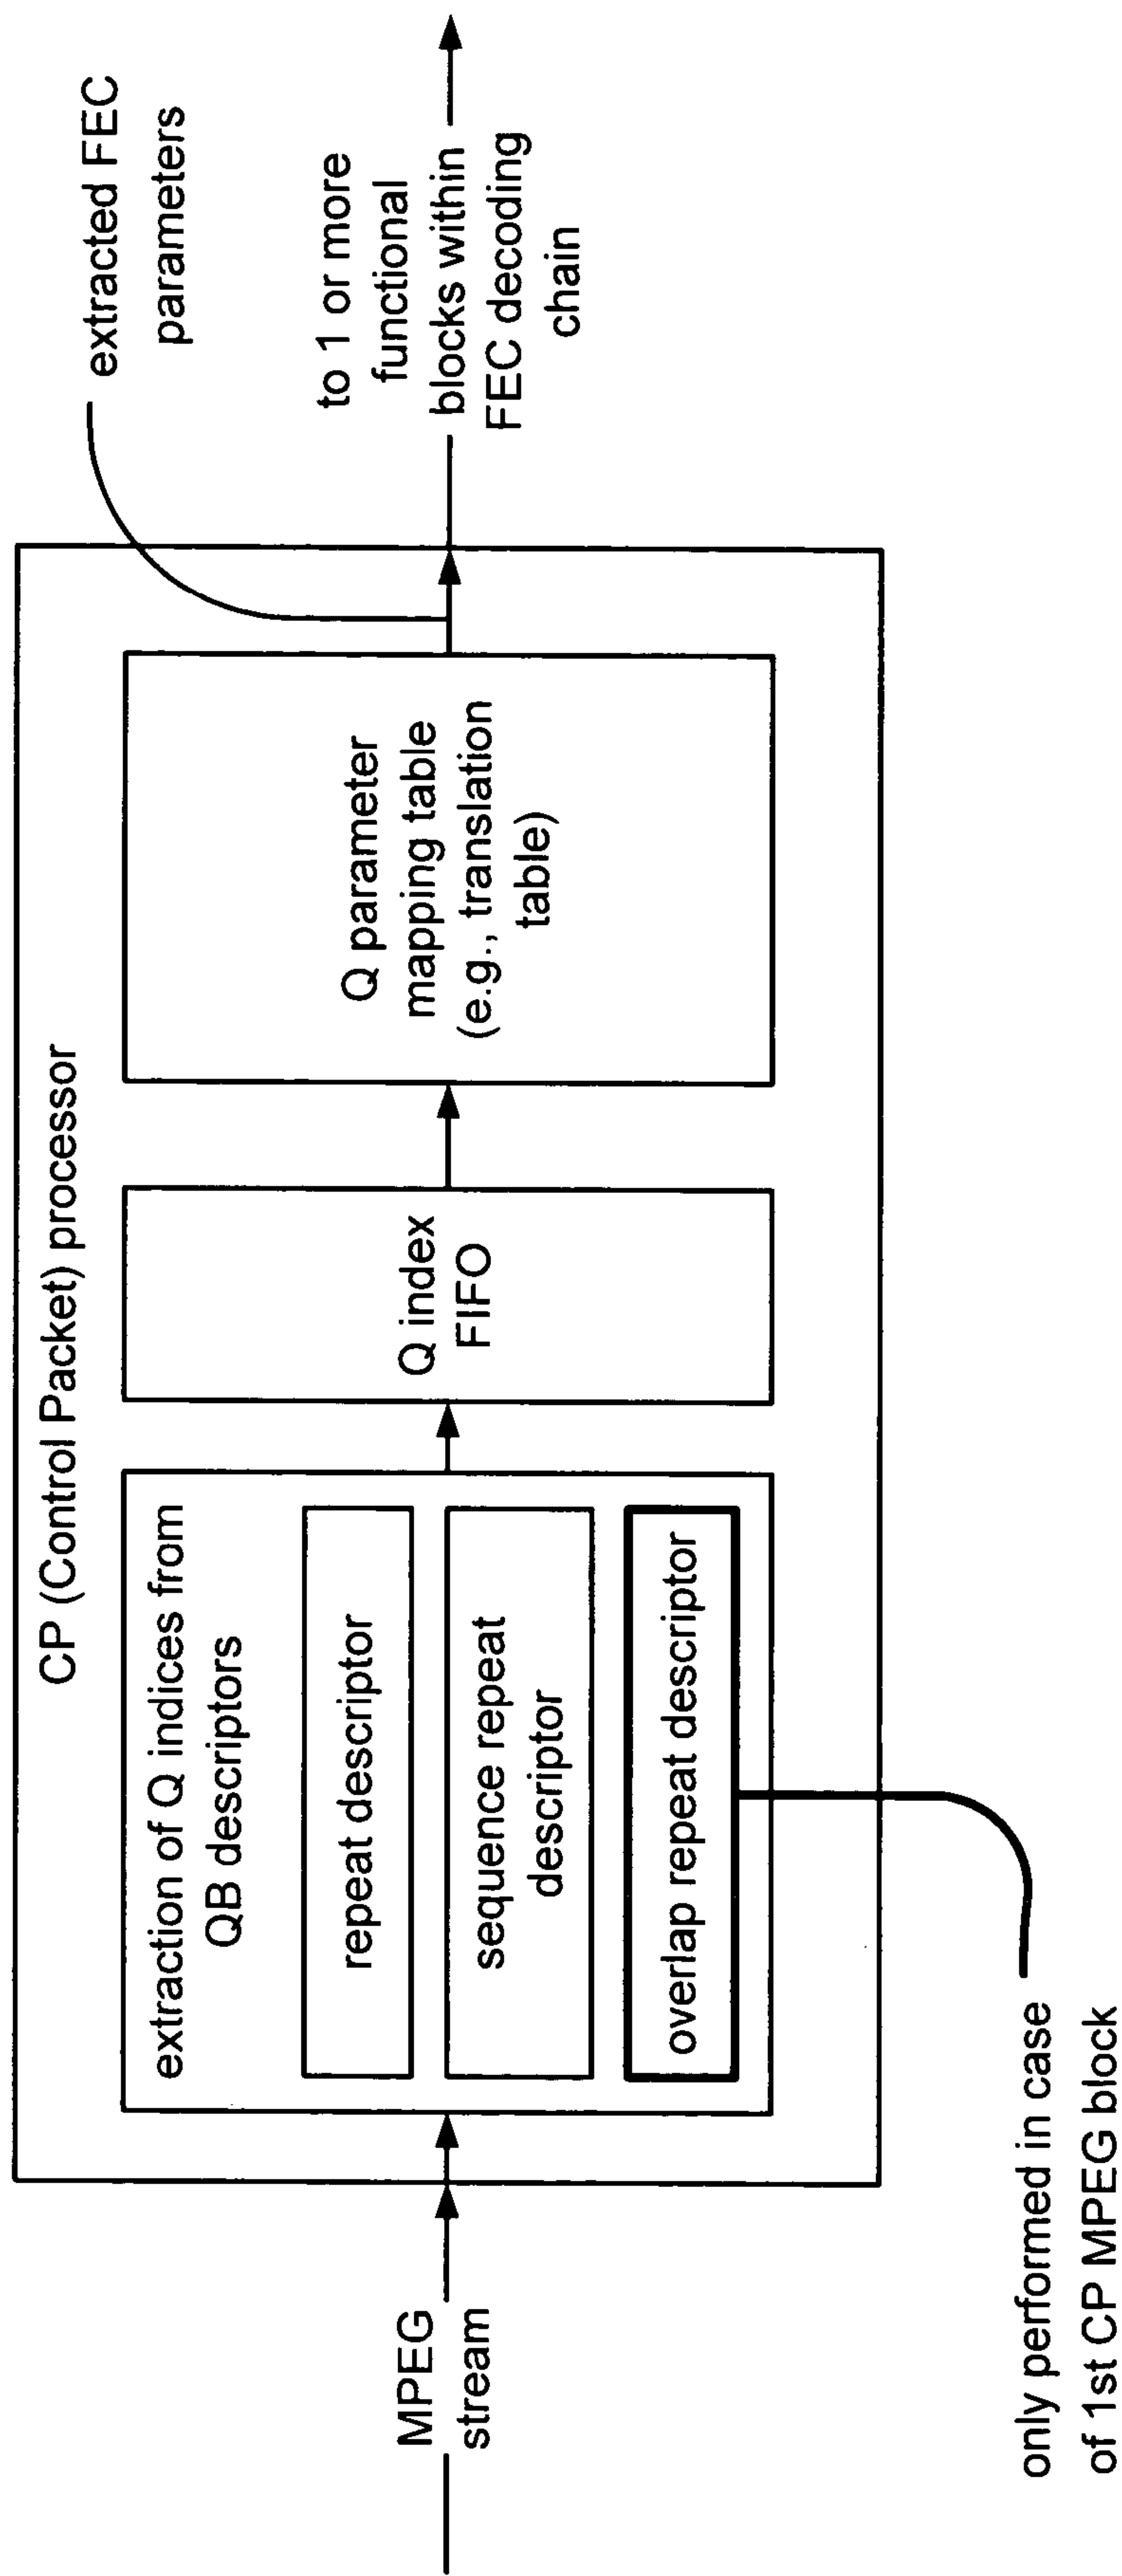 CP (Control Packet) processor
MPEG
stream
extraction of Q indices from
QB descriptors
repeat descriptor
sequence repeat
descriptor
overlap repeat descriptor
Q index
FIFO
Q parameter
mapping table
(e.g., translation
table)
extracted FEC
parameters
to 1 or more
functional
blocks within
FEC decoding
chain
only performed in case
of 1st CP MPEG block